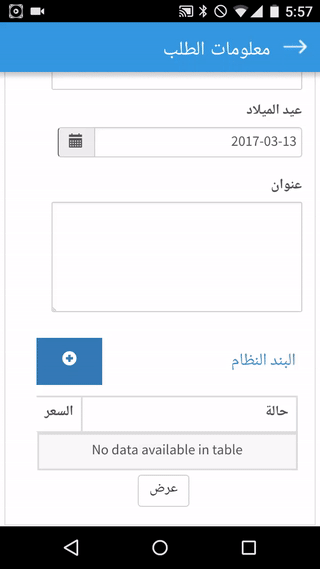 5:57
معلومات الطلب
عيد الميلاد
2017-03-13
عنوان
البند النظام
حالة السعر
No data available in table
عرض